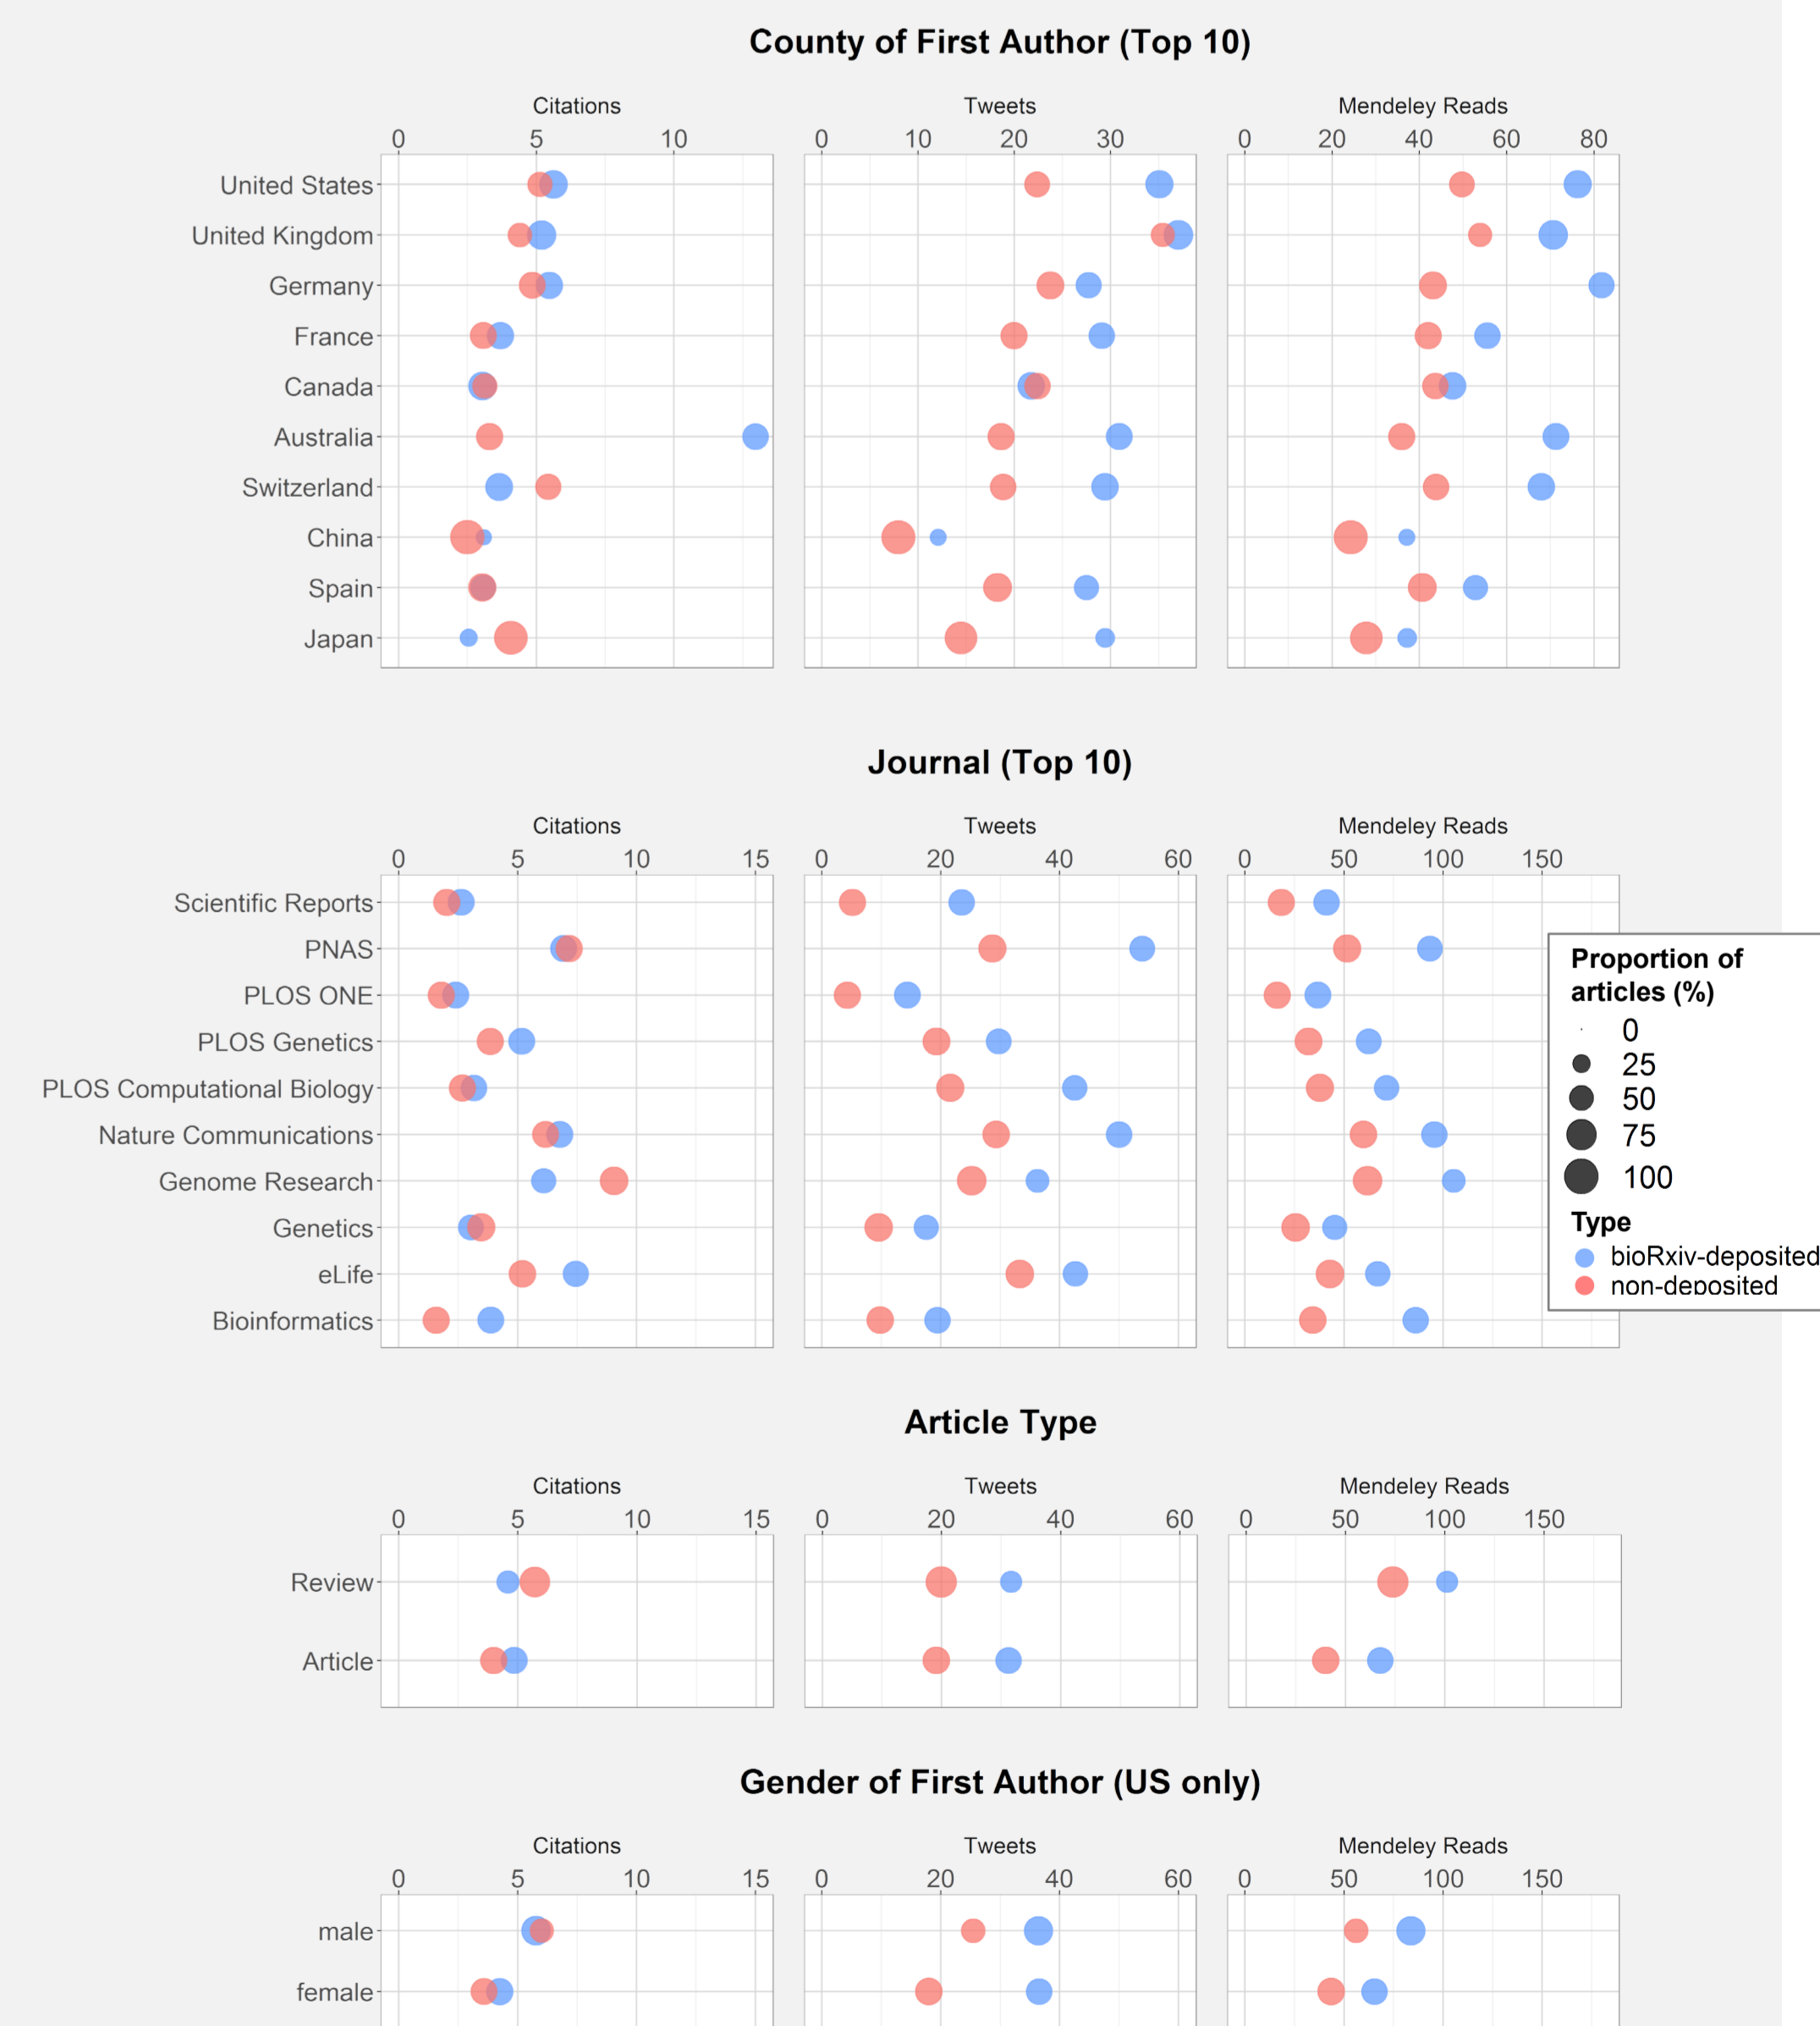 County of First Author (Top 10)
Citations Tweets Mendeley Reads
0 5 10 0 10 20 30 0 20 40 60 80
United States
United Kingdom
Germany
France
Canada
Australia
Switzerland
China
Spain
Japan
Journal (Top 10)
Citations Tweets Mendeley Reads
0 5 10 15 0 20 40 60 0 50 100 150
Scientific Reports
PNAS
PLOS ONE
PLOS Genetics
PLOS Computational Biology
Nature Communications
Genome Research
Genetics
eLife
Bioinformatics
Proportion of
articles (%)
0
25
50
75
100
Type
bioRxiv-deposited
non-deposited
Article Type
Citations Tweets Mendeley Reads
0 5 10 15 0 20 40 60 0 50 100 150
Review
Article
Gender of First Author (US only)
Citations Tweets Mendeley Reads
0 5 10 15 0 20 40 60 0 50 100 150
male
female